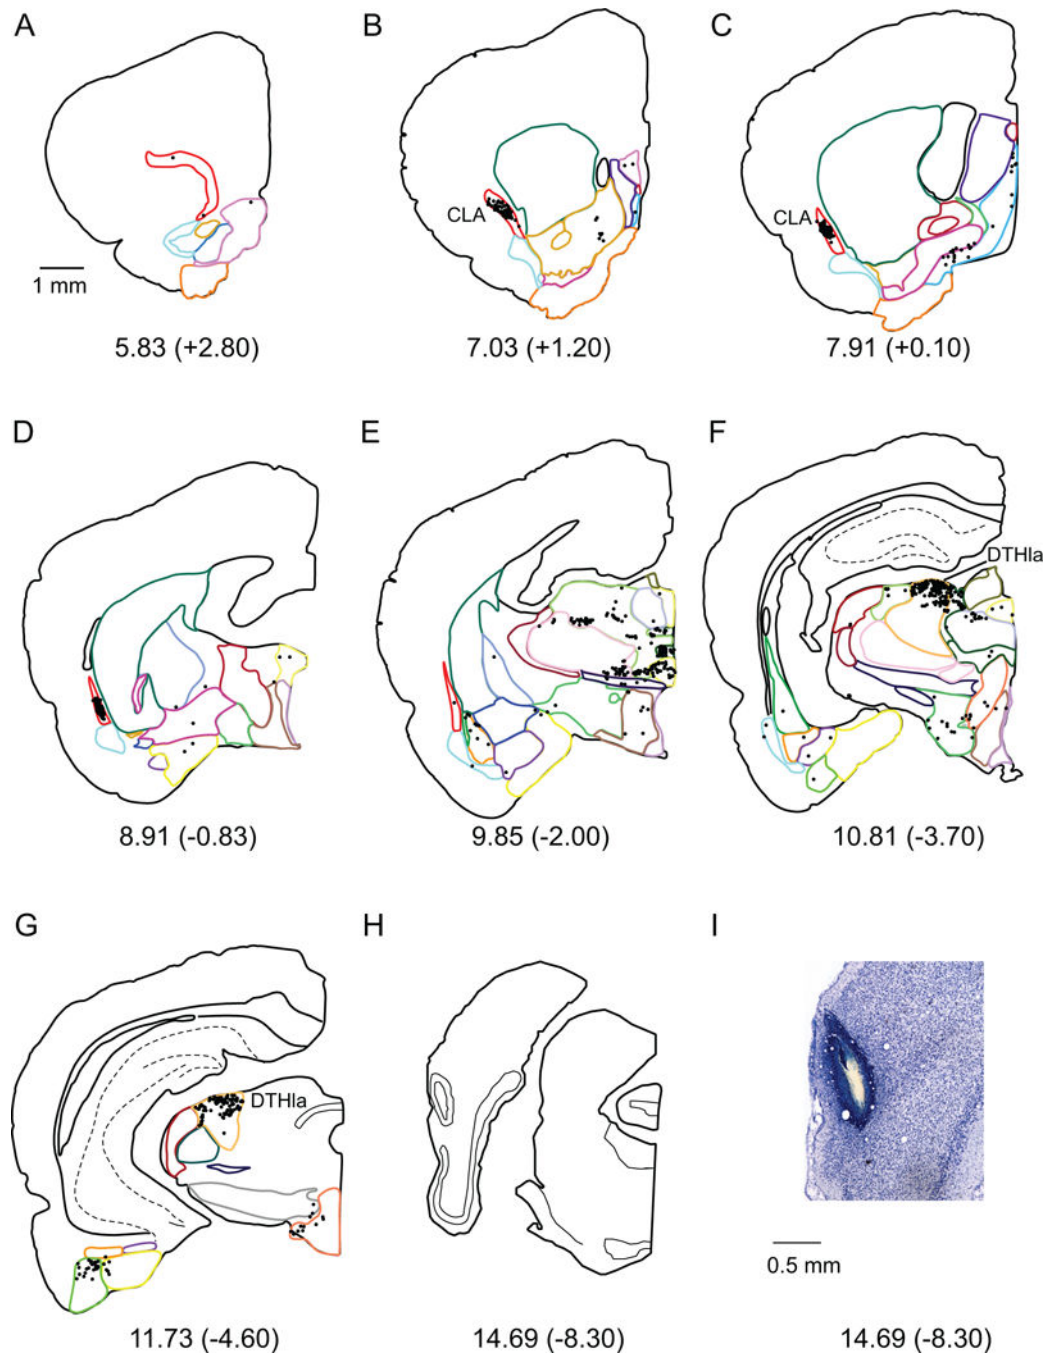 A
B
C
CLA
CLA
1 mm
5.83 (+2.80)
7.03 (+1.20)
7.91 (+0.10)
D
E
F
DTHla
8.91 (-0.83)
9.85 (-2.00)
10.81 (-3.70)
G
H
I
DTHla
0.5 mm
11.73 (-4.60)
14.69 (-8.30)
14.69 (-8.30)